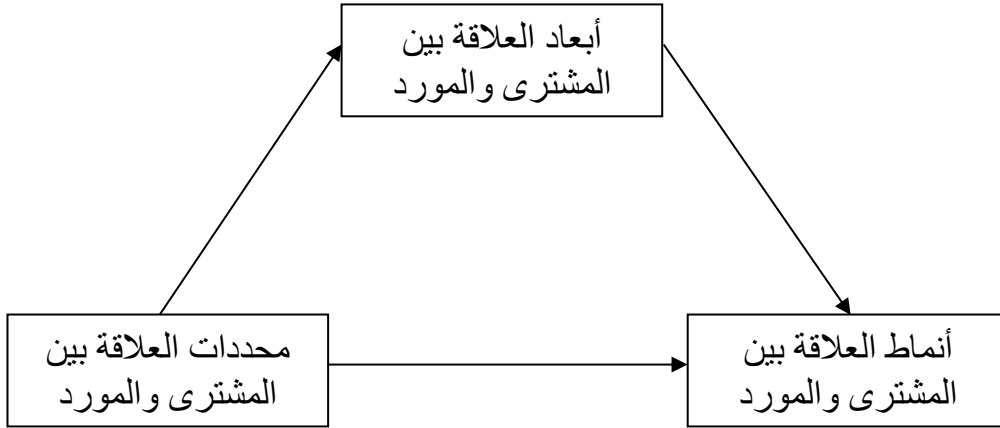 أبعاد العلاقة بين
المشترى والمورد
محددات العلاقة بين
المشترى والمورد
أنماط العلاقة بين
المشترى والمورد